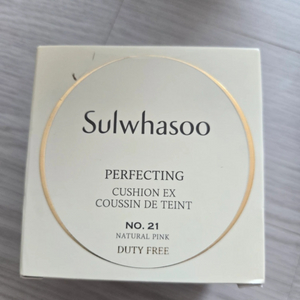 Sulwhasoo
PERFECTING
CUSHION EX
COUSSIN DE TEINT
NO. 21
NATURAL PINK
DUTY FREE